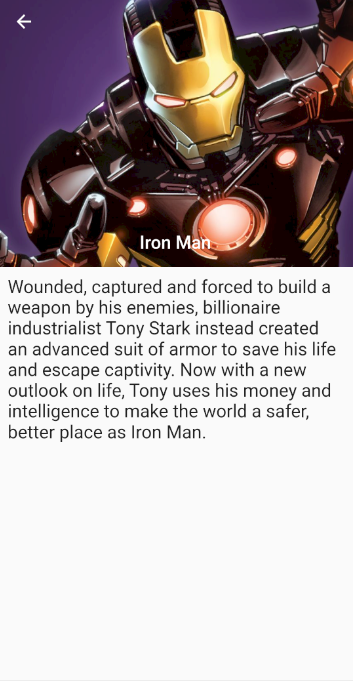 Iron Man
Wounded, captured and forced to build a
weapon by his enemies, billionaire
industrialist Tony Stark instead created
an advanced suit of armor to save his life
and escape captivity. Now with a new
outlook on life, Tony uses his money and
intelligence to make the world a safer,
better place as Iron Man.